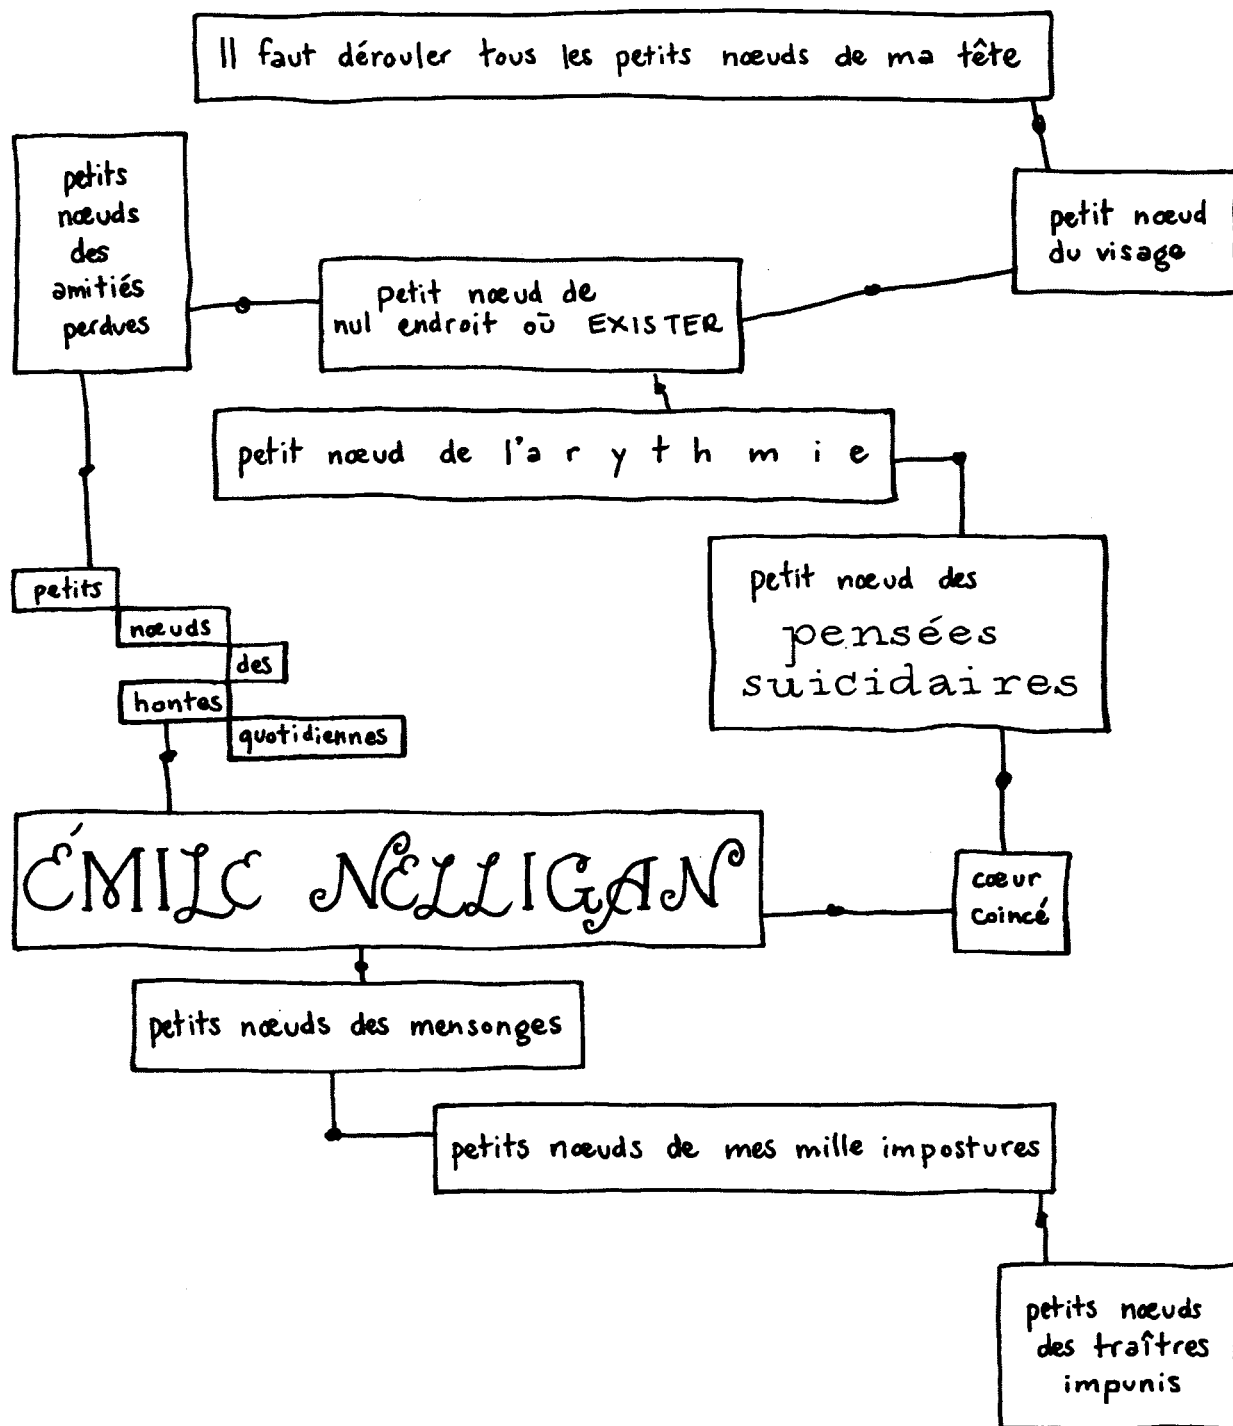 Il faut dérouler tous les petits nœuds de ma tête
petits
nœuds
des
amitiés
perdues
petit nœud
du visage
petit nœud de
nul endroit où EXISTER
petit nœud de l'arythmie
petit nœud des
pensées
suicidaires
petits
nœuds
des
hontes
quotidiennes
ÉMILE NELLIGAN
cœur
coincé
petits nœuds des mensonges
petits nœuds de mes mille impostures
petits nœuds
des traîtres
impunis